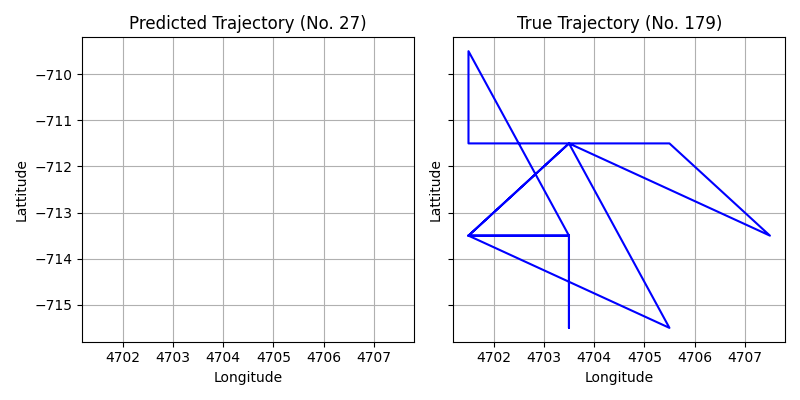 Predicted Trajectory (No. 27)
True Trajectory (No. 179)
Lattitude
−710
−711
−712
−713
−714
−715
4702 4703 4704 4705 4706 4707
Longitude
Lattitude
4702 4703 4704 4705 4706 4707
Longitude